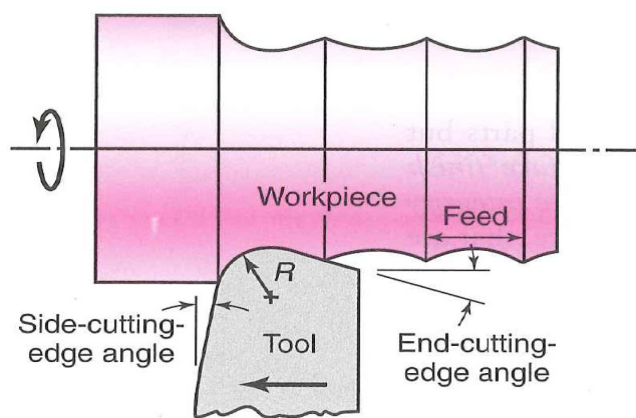 Workpiece
Feed
R
Side-cutting-
edge angle
Tool
End-cutting-
edge angle